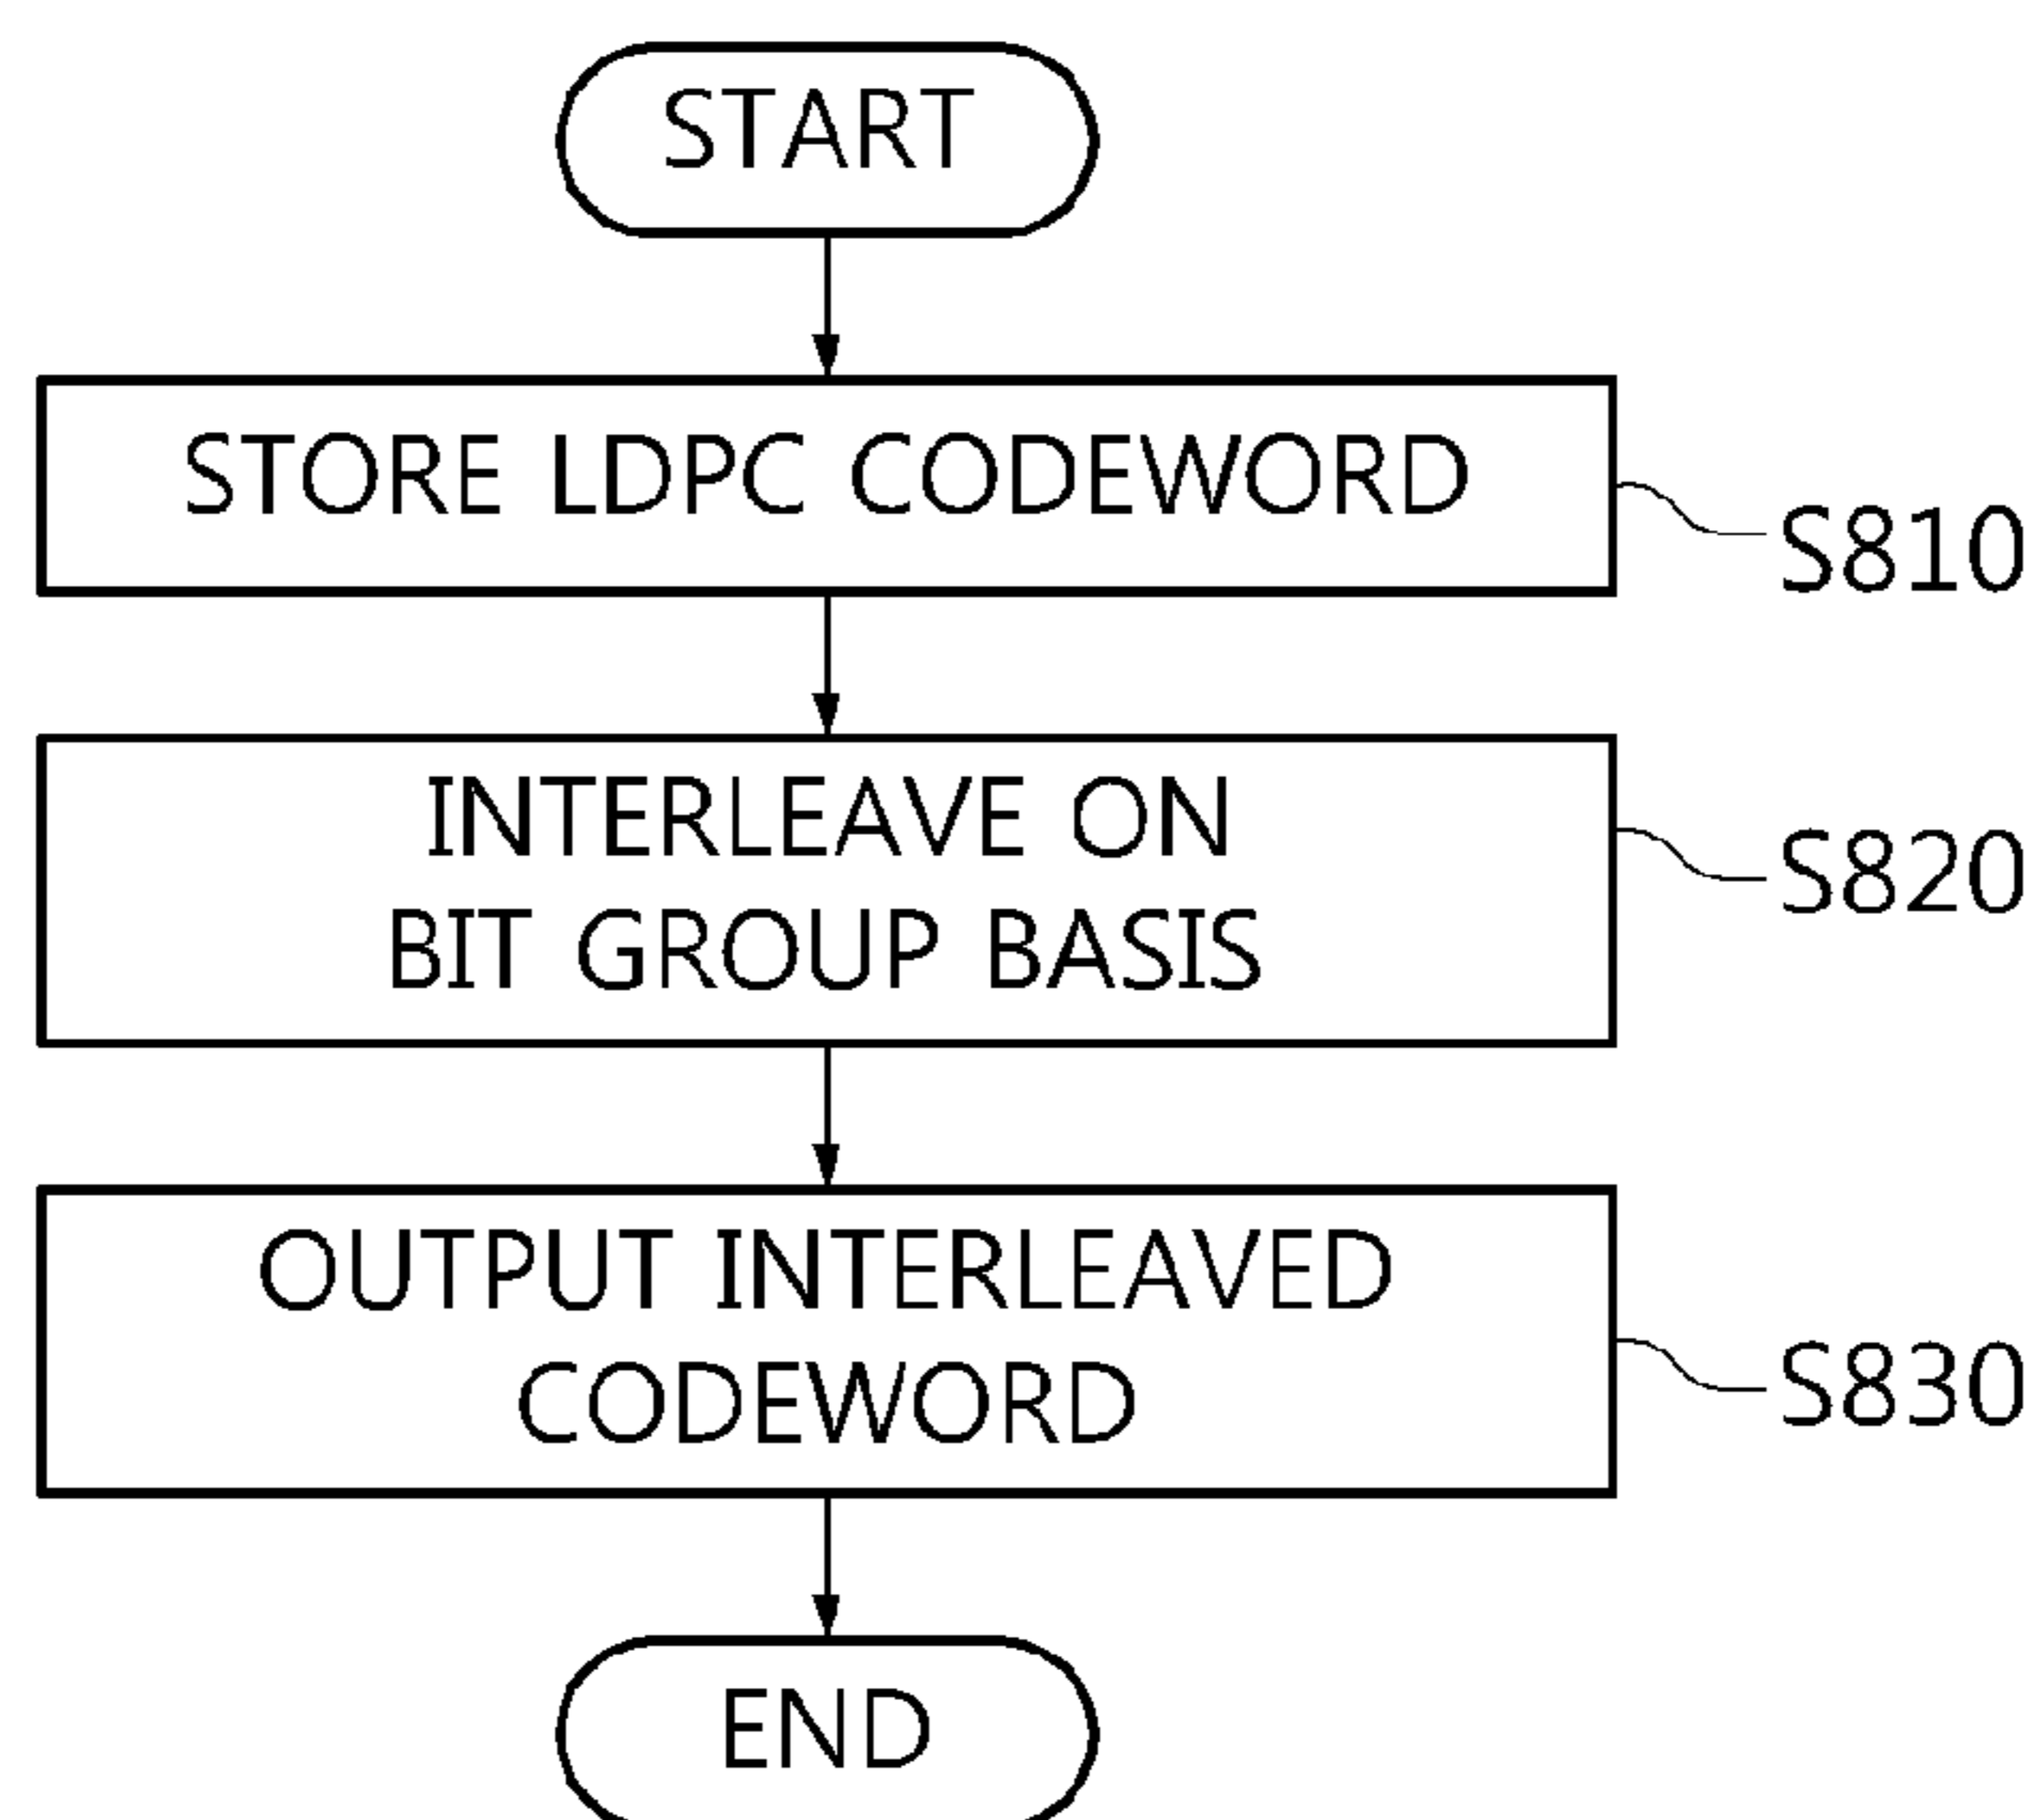 START
STORE LDPC CODEWORD
S810
INTERLEAVE ON
BIT GROUP BASIS
S820
OUTPUT INTERLEAVED
CODEWORD
S830
END